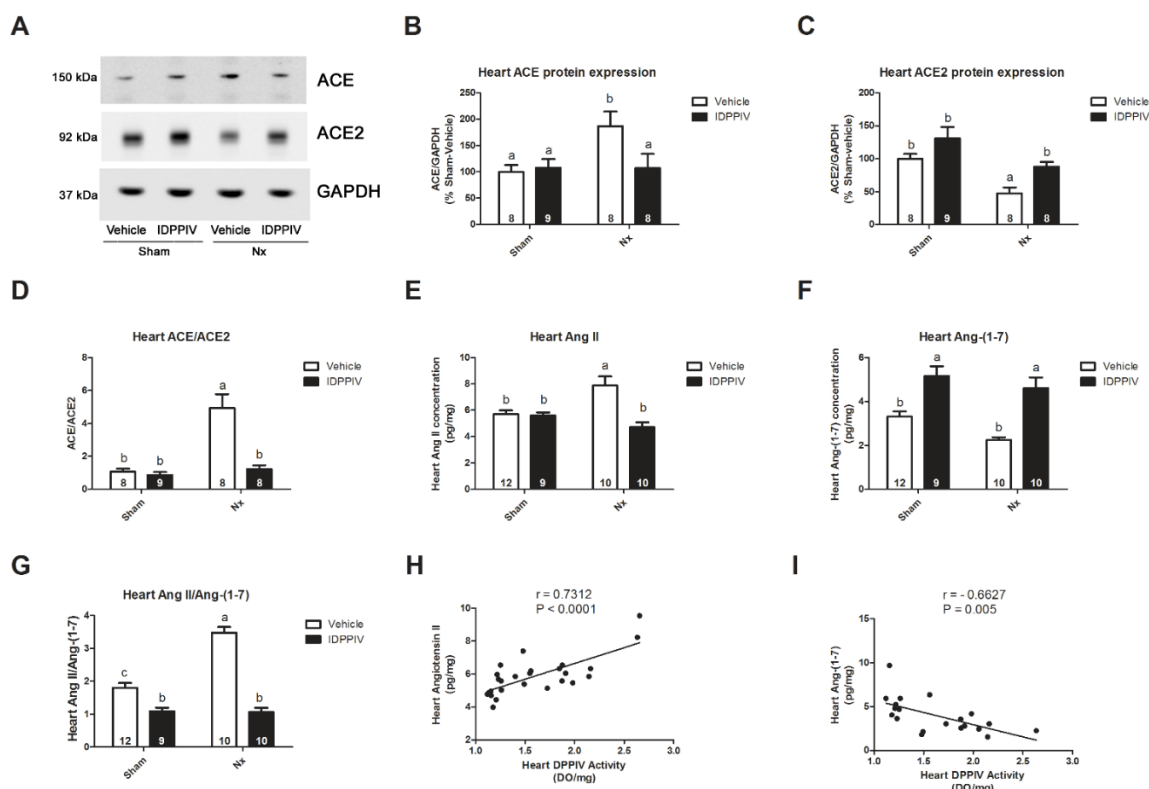 A
150 kDa
ACE
92 kDa
ACE2
37 kDa
GAPDH
Vehicle IDPPIV Vehicle IDPPIV
Sham Nx
B
Heart ACE protein expression
ACE/GAPDH
(% Sham-Vehicle)
250
200
150
100
50
0
a
a
b
a
8
9
8
8
Sham
Nx
Vehicle
IDPPIV
C
Heart ACE2 protein expression
ACE2/GAPDH
(% Sham-vehicle)
200
150
100
50
0
b
b
a
b
8
9
8
8
Sham
Nx
Vehicle
IDPPIV
D
Heart ACE/ACE2
ACE/ACE2
8
6
4
2
0
b
b
a
b
8
9
8
8
Sham
Nx
Vehicle
IDPPIV
E
Heart Ang II
Heart Ang II concentration
(pg/mg)
10
8
6
4
2
0
b
b
a
b
12
9
10
10
Sham
Nx
Vehicle
IDPPIV
F
Heart Ang-(1-7)
Heart Ang-(1-7) concentration
(pg/mg)
6
4
2
0
b
a
b
a
12
9
10
10
Sham
Nx
Vehicle
IDPPIV
G
Heart Ang II/Ang-(1-7)
Heart Ang II/Ang-(1-7)
4
3
2
1
0
c
b
a
b
12
9
10
10
Sham
Nx
Vehicle
IDPPIV
H
r = 0.7312
P < 0.0001
Heart Angiotensin II
(pg/mg)
10
8
6
4
2
1.0 1.5 2.0 2.5 3.0
Heart DPPIV Activity
(DO/mg)
I
r = - 0.6627
P = 0.005
Heart Ang-(1-7)
(pg/mg)
15
10
5
0
1.0 1.5 2.0 2.5 3.0
Heart DPPIV Activity
(DO/mg)